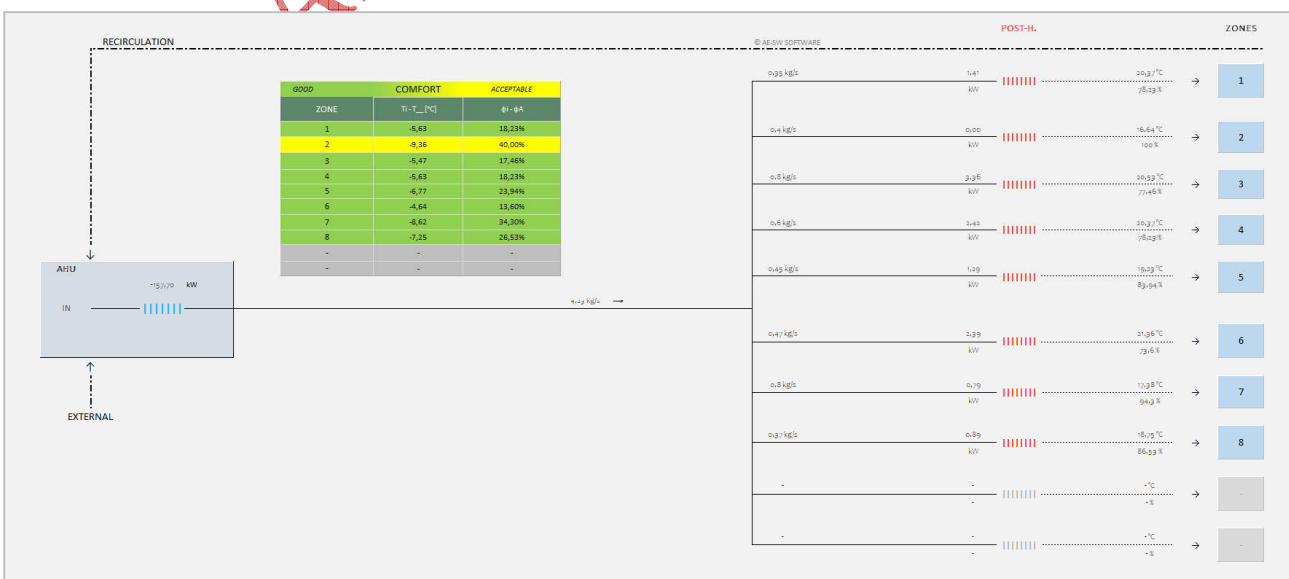 POST-H.
ZONES
RECIRCULATION
© AE-SW SOFTWARE
GOOD COMFORT ACCEPTABLE
ZONE Ti - T__ [°C] ϕi - ϕA
1 -5,63 18,23%
2 -9,36 40,00%
3 -5,47 17,46%
4 -5,63 18,23%
5 -6,77 23,94%
6 -4,64 13,60%
7 -8,62 34,30%
8 -7,25 26,53%
- - -
- - -
AHU
-157,70 kW
IN
EXTERNAL
4,23 kg/s →
0,35 kg/s 1,41 kW 20,37 °C 78,23 % → 1
0,4 kg/s 0,00 kW 16,64 °C 100 % → 2
0,8 kg/s 3,36 kW 20,53 °C 77,46 % → 3
0,6 kg/s 2,42 kW 20,37 °C 78,23 % → 4
0,45 kg/s 1,29 kW 19,23 °C 83,94 % → 5
0,47 kg/s 2,39 kW 21,36 °C 73,6 % → 6
0,8 kg/s 0,79 kW 17,38 °C 94,3 % → 7
0,37 kg/s 0,89 kW 18,75 °C 86,53 % → 8
- - - - °C - % → -
- - - - °C - % → -